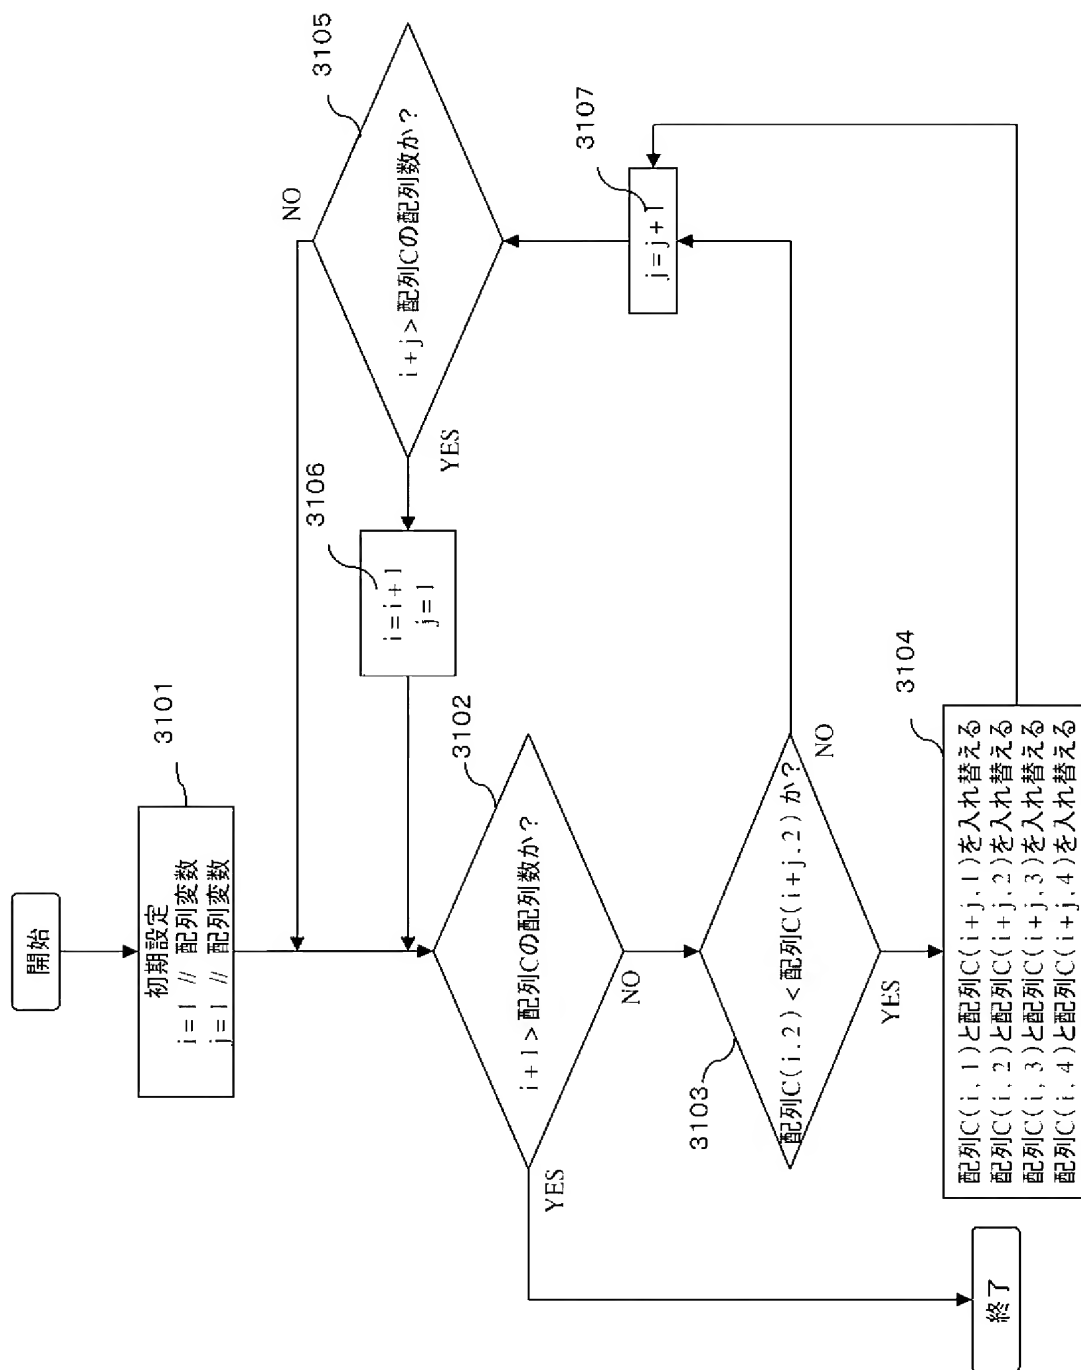 開始
初期設定
i=1 // 配列変数
j=1 // 配列変数
3101
i+1>配列Cの配列数か?
3102
YES
NO
配列C(i.2)<配列C(i+j.2)か?
3103
YES
NO
配列C(i,1)と配列C(i+j,1)を入れ替える
配列C(i,2)と配列C(i+j,2)を入れ替える
配列C(i,3)と配列C(i+j,3)を入れ替える
配列C(i,4)と配列C(i+j,4)を入れ替える
3104
j=j+1
3107
i+j>配列Cの配列数か?
3105
NO
YES
i=i+1
j=1
3106
終了